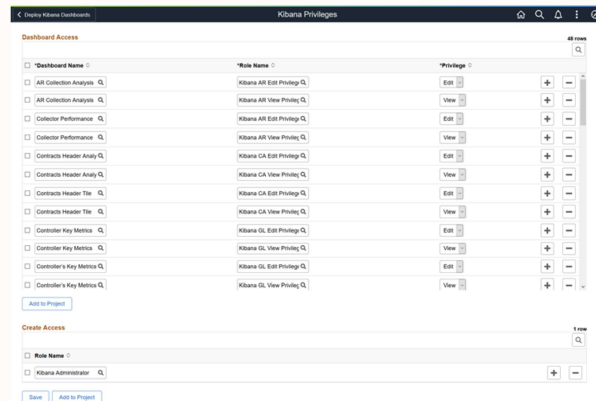 Deploy Kibana Dashboards Kibana Privileges
Dashboard Access
48 rows
*Dashboard Name *Role Name *Privilege
AR Collection Analysis Kibana AR Edit Privilege Edit
AR Collection Analysis Kibana AR View Privileg View
Collector Performance Kibana AR Edit Privilege Edit
Collector Performance Kibana AR View Privileg View
Contracts Header Analy Kibana CA Edit Privilege Edit
Contracts Header Analy Kibana CA View Privileg View
Contracts Header Tile Kibana CA Edit Privilege Edit
Contracts Header Tile Kibana CA View Privileg View
Controller Key Metrics Kibana GL Edit Privilege Edit
Controller Key Metrics Kibana GL View Privileg View
Controller's Key Metrics Kibana GL Edit Privilege Edit
Controller's Key Metrics Kibana GL View Privileg View
Add to Project
Create Access
1 row
Role Name
Kibana Administrator
Save Add to Project